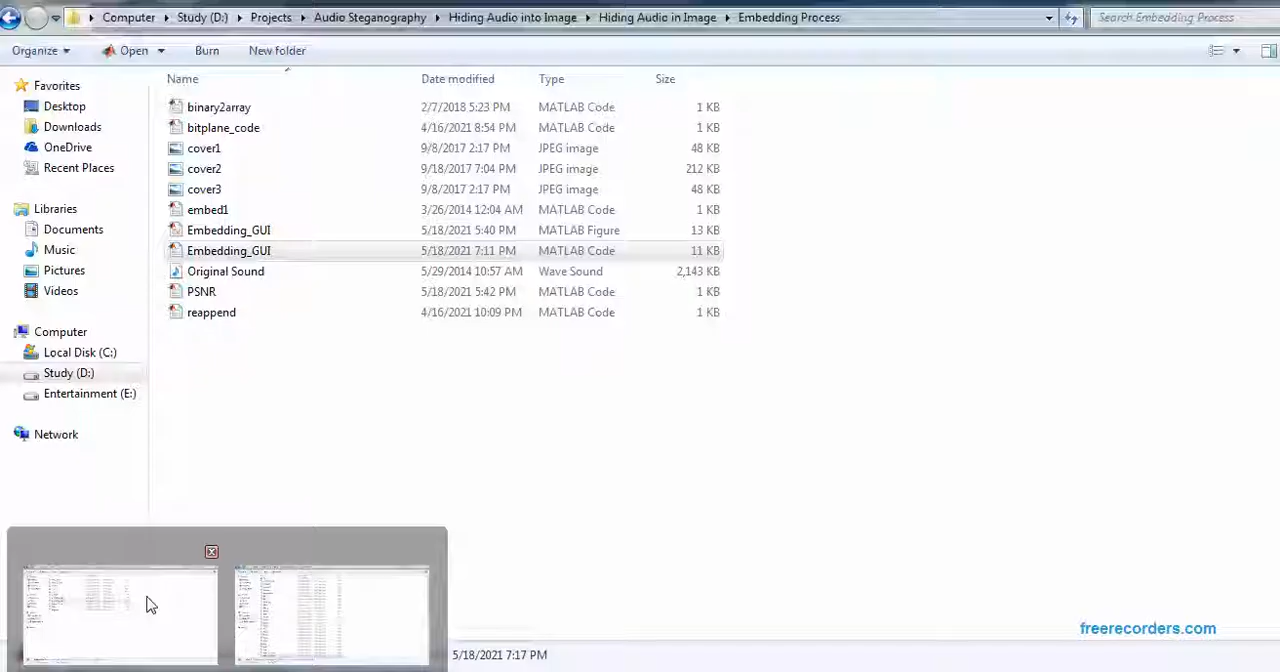 Computer Study (D:) Projects Audio Steganography Hiding Audio into Image Hiding Audio in Image Embedding Process Search Embedding Process
Organize Open Burn New folder
Favorites
Desktop
Downloads
OneDrive
Recent Places
Libraries
Documents
Music
Pictures
Videos
Computer
Local Disk (C:)
Study (D:)
Entertainment (E:)
Network
Name Date modified Type Size
binary2array 2/7/2018 5:23 PM MATLAB Code 1 KB
bitplane_code 4/16/2021 8:54 PM MATLAB Code 1 KB
cover1 9/8/2017 2:17 PM JPEG image 48 KB
cover2 9/18/2017 7:04 PM JPEG image 212 KB
cover3 9/8/2017 2:17 PM JPEG image 48 KB
embed1 3/26/2014 12:04 AM MATLAB Code 1 KB
Embedding_GUI 5/18/2021 5:40 PM MATLAB Figure 13 KB
Embedding_GUI 5/18/2021 7:11 PM MATLAB Code 11 KB
Original Sound 5/29/2014 10:57 AM Wave Sound 2,143 KB
PSNR 5/18/2021 5:42 PM MATLAB Code 1 KB
reappend 4/16/2021 10:09 PM MATLAB Code 1 KB
freerecorders.com
5/18/2021 7:17 PM